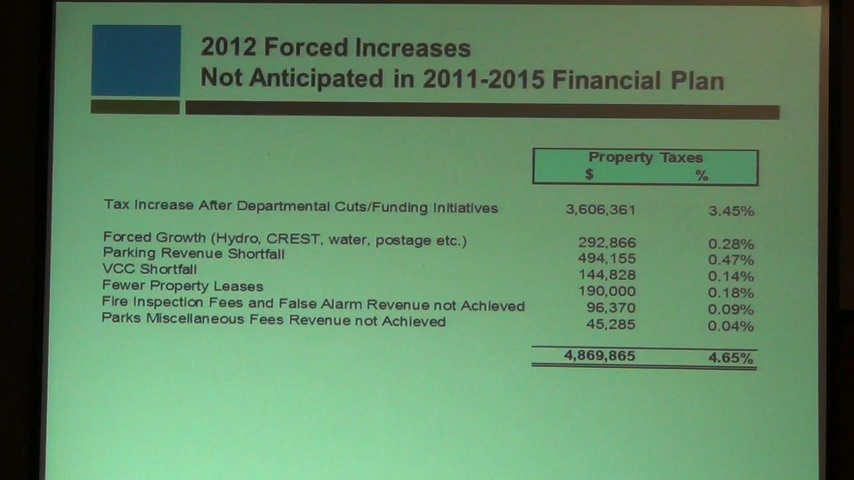 2012 Forced Increases
Not Anticipated in 2011-2015 Financial Plan
Property Taxes
$ %
Tax Increase After Departmental Cuts/Funding Initiatives 3,606,361 3.45%
Forced Growth (Hydro, CREST, water, postage etc.) 292,866 0.28%
Parking Revenue Shortfall 494,155 0.47%
VCC Shortfall 144,828 0.14%
Fewer Property Leases 190,000 0.18%
Fire Inspection Fees and False Alarm Revenue not Achieved 96,370 0.09%
Parks Miscellaneous Fees Revenue not Achieved 45,285 0.04%
4,869,865 4.65%